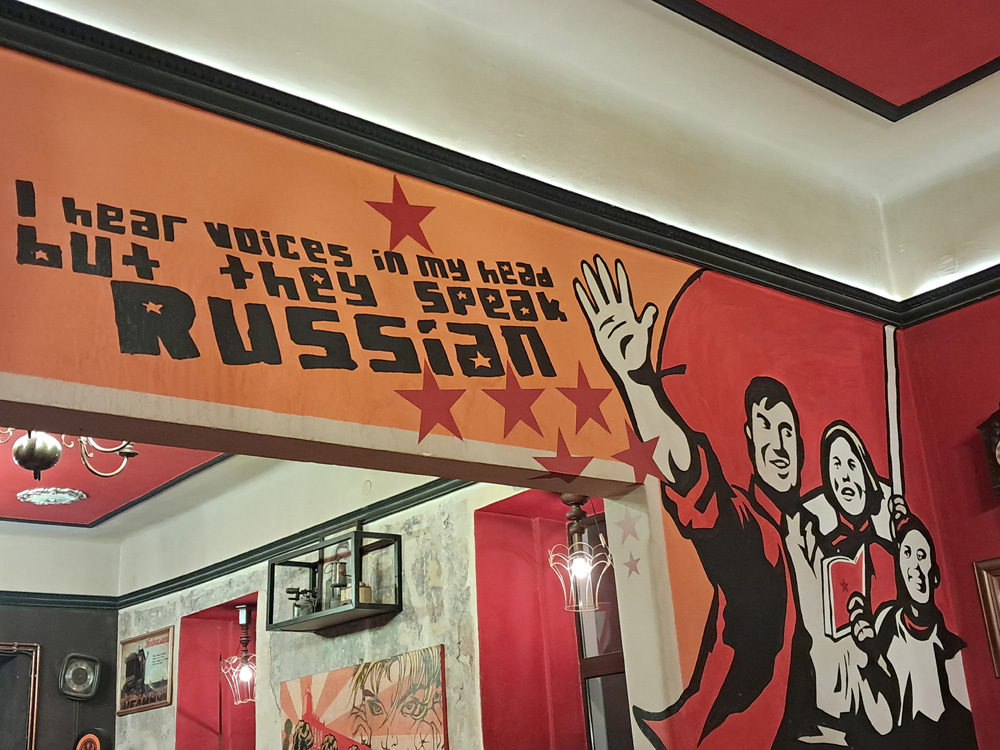 I hear voices in my head
but they speak
RUSSian